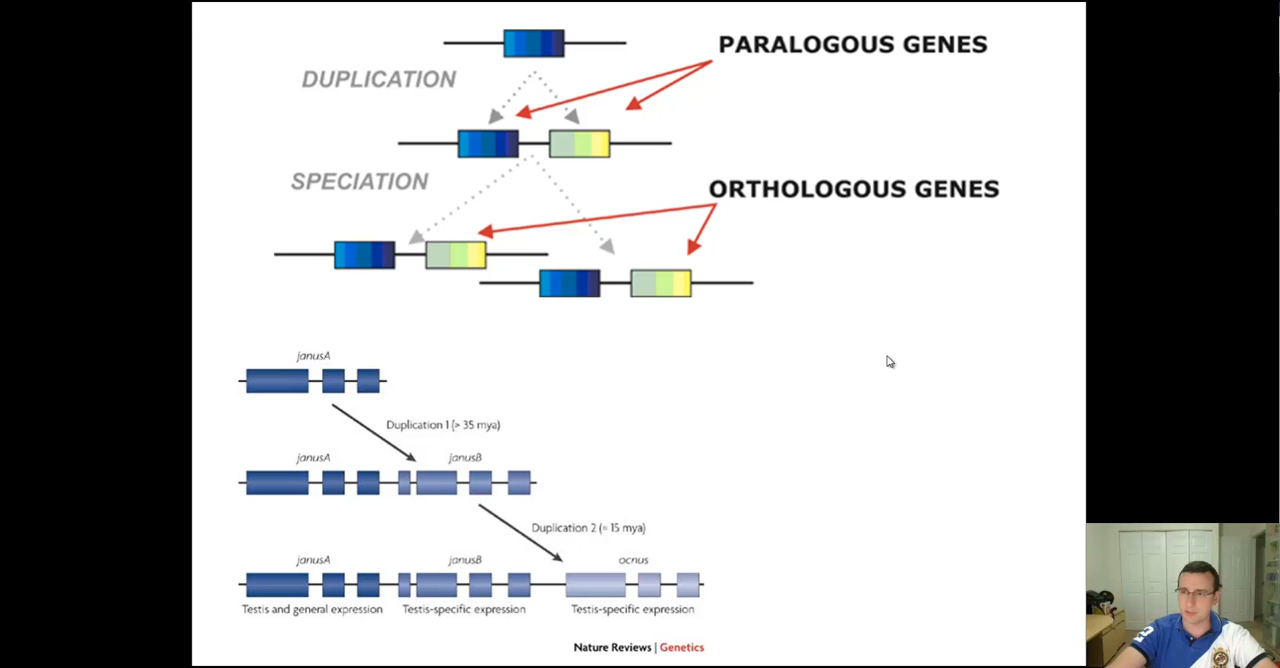 PARALOGOUS GENES
DUPLICATION
SPECIATION
ORTHOLOGOUS GENES
janusA
Duplication 1 (> 35 mya)
janusA janusB
Duplication 2 (≈ 15 mya)
janusA janusB ocnus
Testis and general expression Testis-specific expression Testis-specific expression
Nature Reviews | Genetics